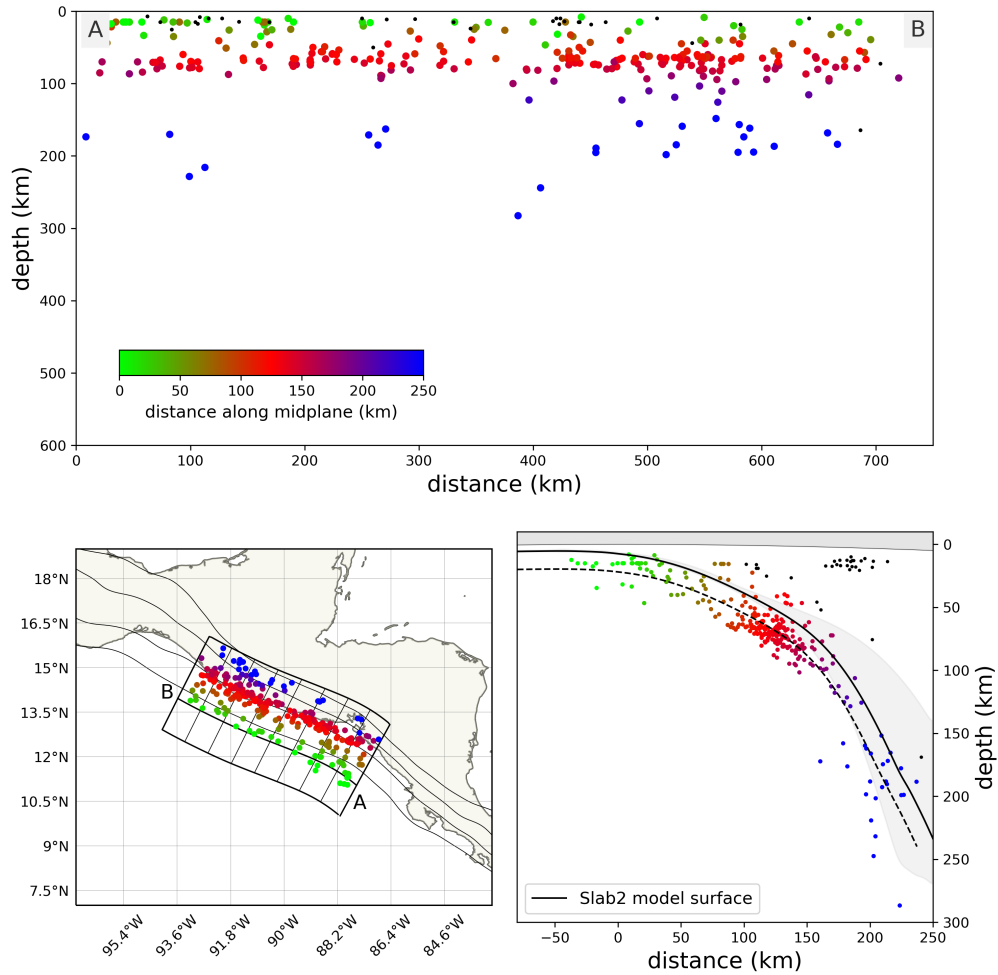 0
100
200
300
400
500
600
depth (km)
A
B
0
50
100
150
200
250
distance along midplane (km)
0
100
200
300
400
500
600
700
distance (km)
18°N
16.5°N
15°N
13.5°N
12°N
10.5°N
9°N
7.5°N
B
A
95.4°W
93.6°W
91.8°W
90°W
88.2°W
86.4°W
84.6°W
0
50
100
150
200
250
300
depth (km)
Slab2 model surface
−50
0
50
100
150
200
250
distance (km)